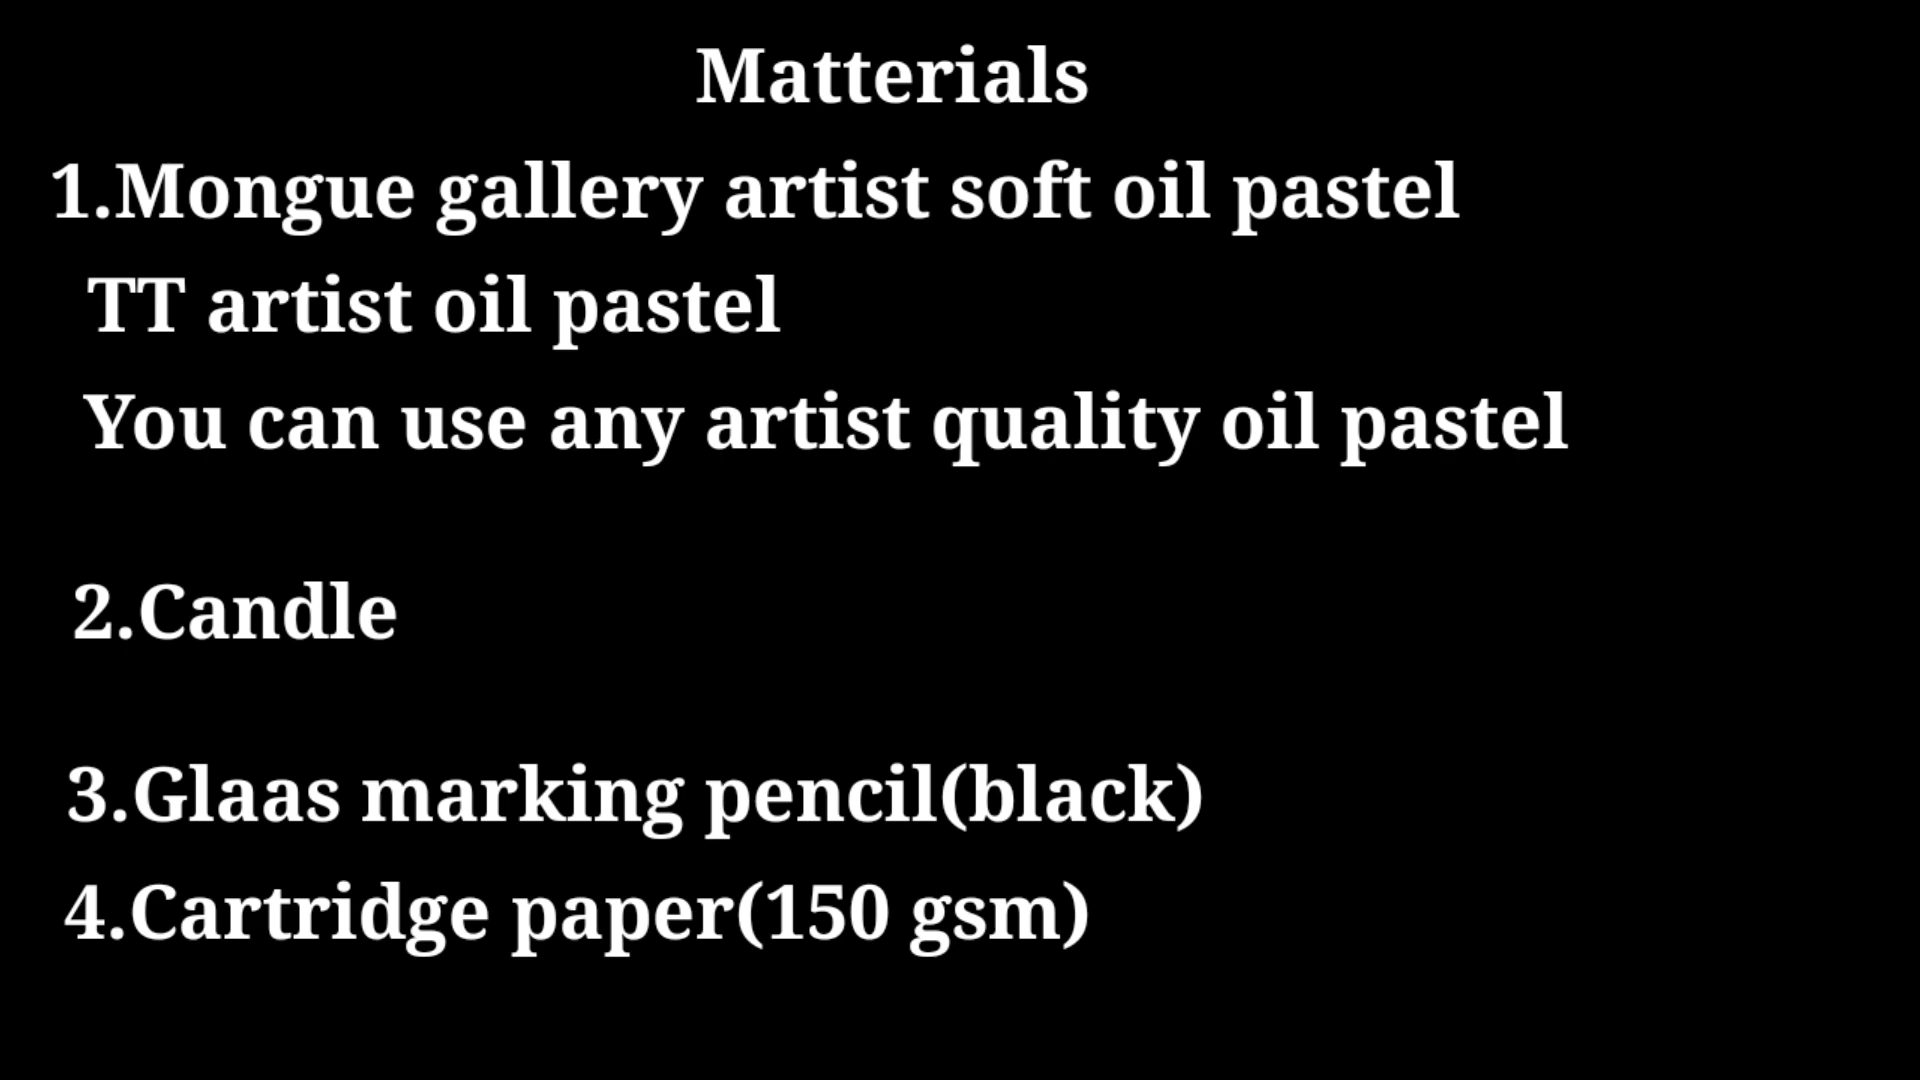 Matterials
1.Mongue gallery artist soft oil pastel
TT artist oil pastel
You can use any artist quality oil pastel
2.Candle
3.Glaas marking pencil(black)
4.Cartridge paper(150 gsm)